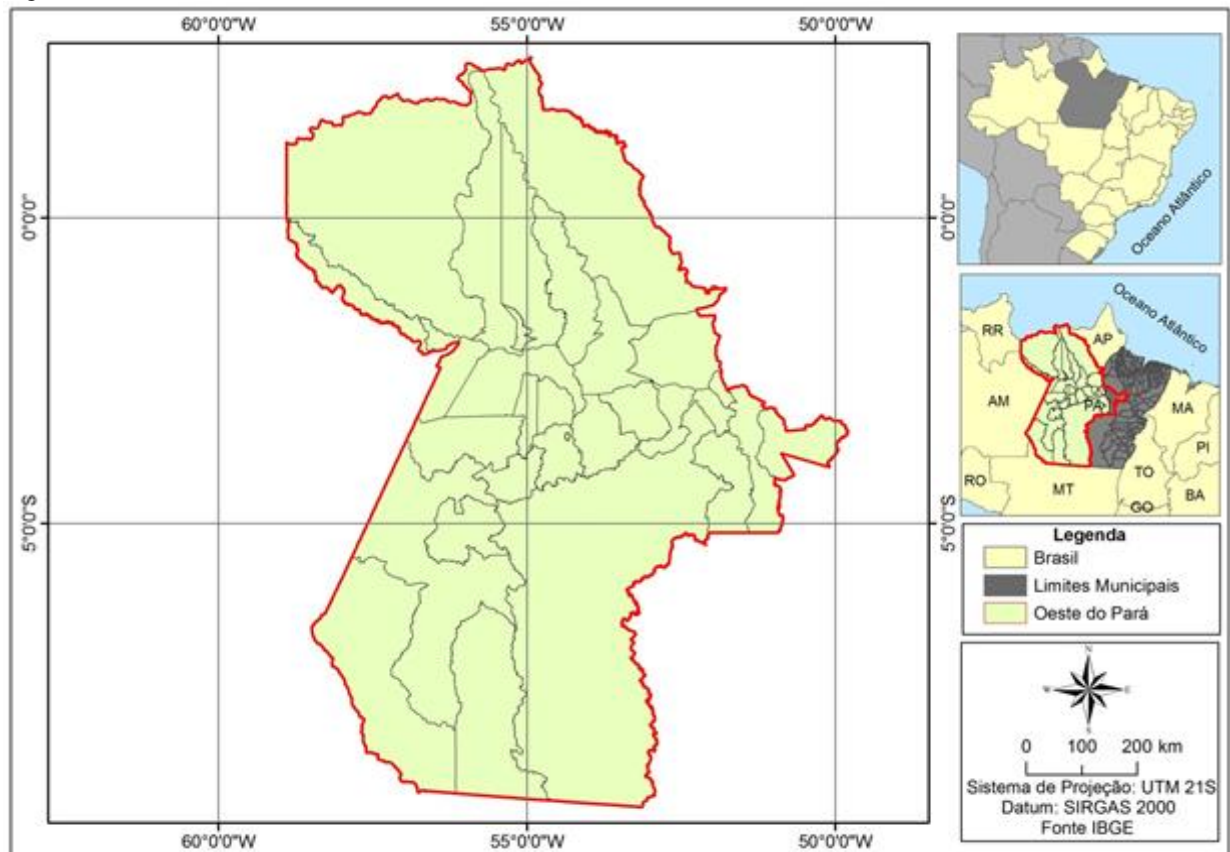 60°0'0"W 55°0'0"W 50°0'0"W
0°0'0"
5°0'0"S
0°0'0"
5°0'0"S
60°0'0"W 55°0'0"W 50°0'0"W
Oceano Atlântico
Oceano Atlântico
RR
AP
AM
PA
MA
PI
RO
MT
TO
GO
BA
Legenda
Brasil
Limites Municipais
Oeste do Pará
N
W
E
S
0 100 200 km
Sistema de Projeção: UTM 21S
Datum: SIRGAS 2000
Fonte IBGE